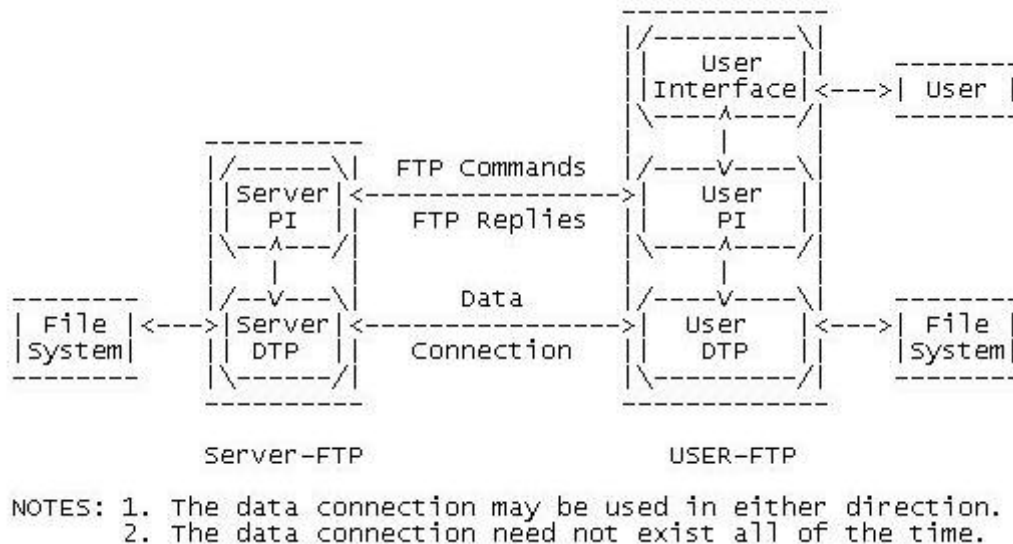 User
Interface
User
FTP Commands
Server
PI
User
PI
FTP Replies
Data
File
System
Server
DTP
User
DTP
File
System
Connection
Server-FTP
USER-FTP
NOTES: 1. The data connection may be used in either direction.
2. The data connection need not exist all of the time.